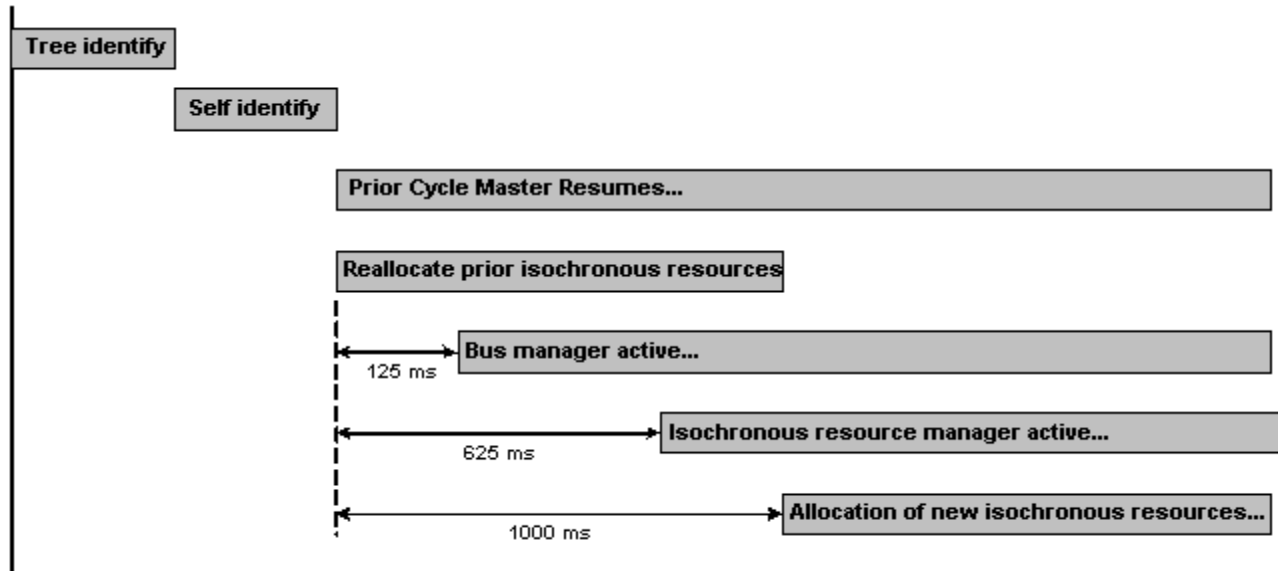 Tree identify
Self identify
Prior Cycle Master Resumes...
Reallocate prior isochronous resources
Bus manager active...
125 ms
Isochronous resource manager active...
625 ms
Allocation of new isochronous resources...
1000 ms